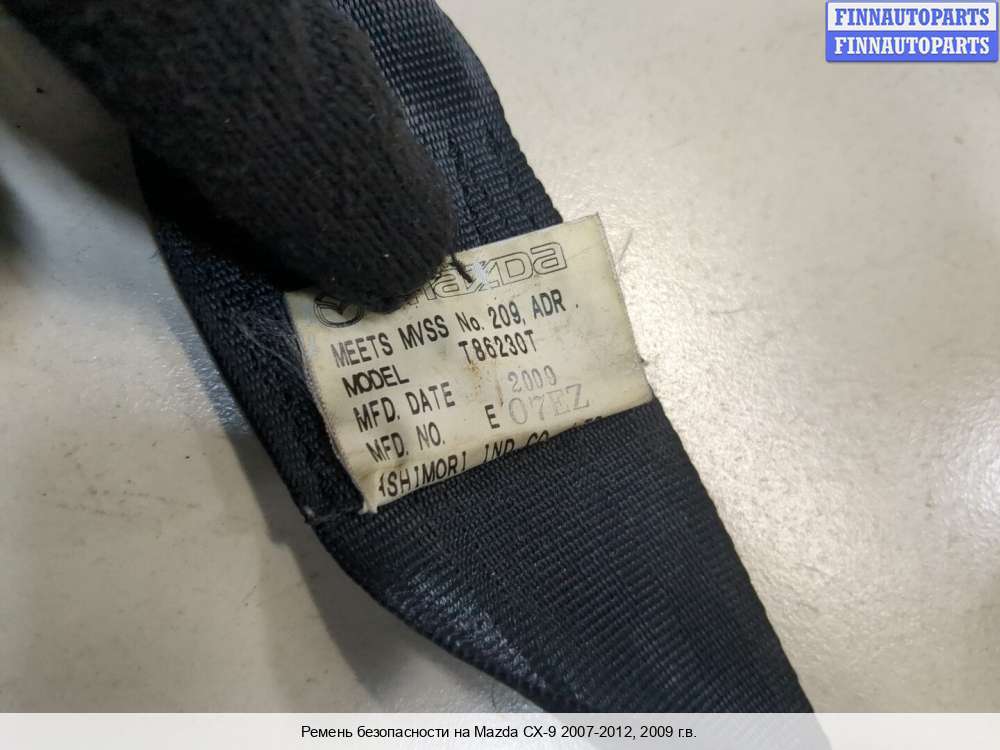 FINNAUTOPARTS
FINNAUTOPARTS
mazda
MEETS MVSS No. 209, ADR .
MODEL T86230T
MFD. DATE 2009
MFD. NO. E 07EZ
ASHIMORI IND CO.
Ремень безопасности на Mazda CX-9 2007-2012, 2009 г.в.